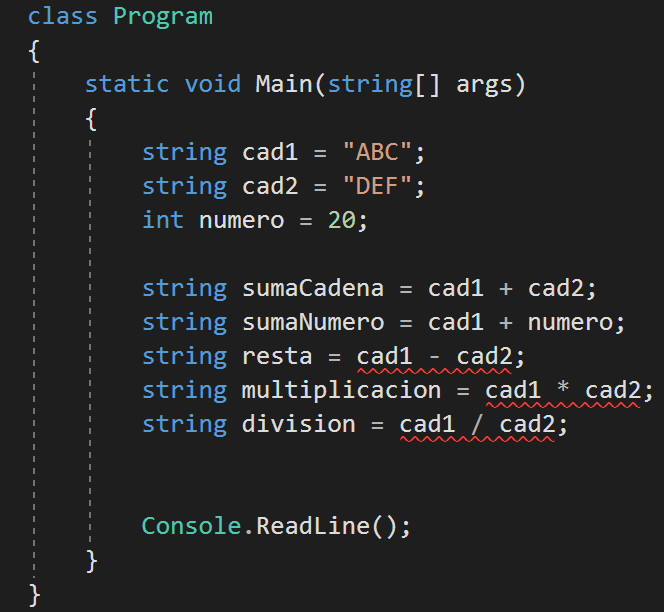 class Program
{
static void Main(string[] args)
{
string cad1 = "ABC";
string cad2 = "DEF";
int numero = 20;
string sumaCadena = cad1 + cad2;
string sumaNumero = cad1 + numero;
string resta = cad1 - cad2;
string multiplicacion = cad1 * cad2;
string division = cad1 / cad2;
Console.ReadLine();
}
}